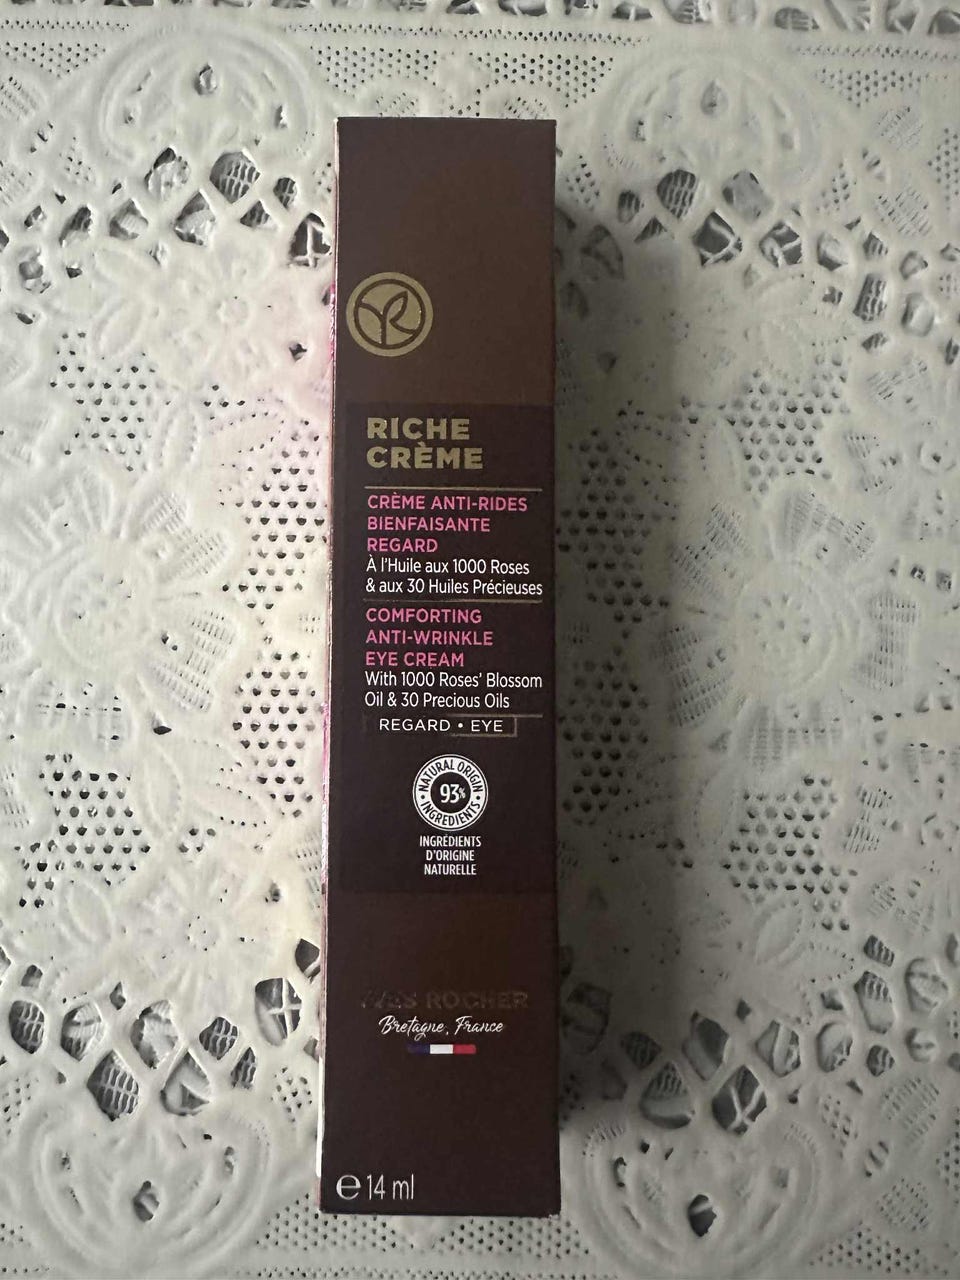 RICHE
CRÈME
CRÈME ANTI-RIDES
BIENFAISANTE
REGARD
À l'Huile aux 1000 Roses
& aux 30 Huiles Précieuses
COMFORTING
ANTI-WRINKLE
EYE CREAM
With 1000 Roses' Blossom
Oil & 30 Precious Oils
REGARD • EYE
NATURAL ORIGIN
93%
INGREDIENTS
INGRÉDIENTS
D'ORIGINE
NATURELLE
YVES ROCHER
Bretagne, France
e 14 ml